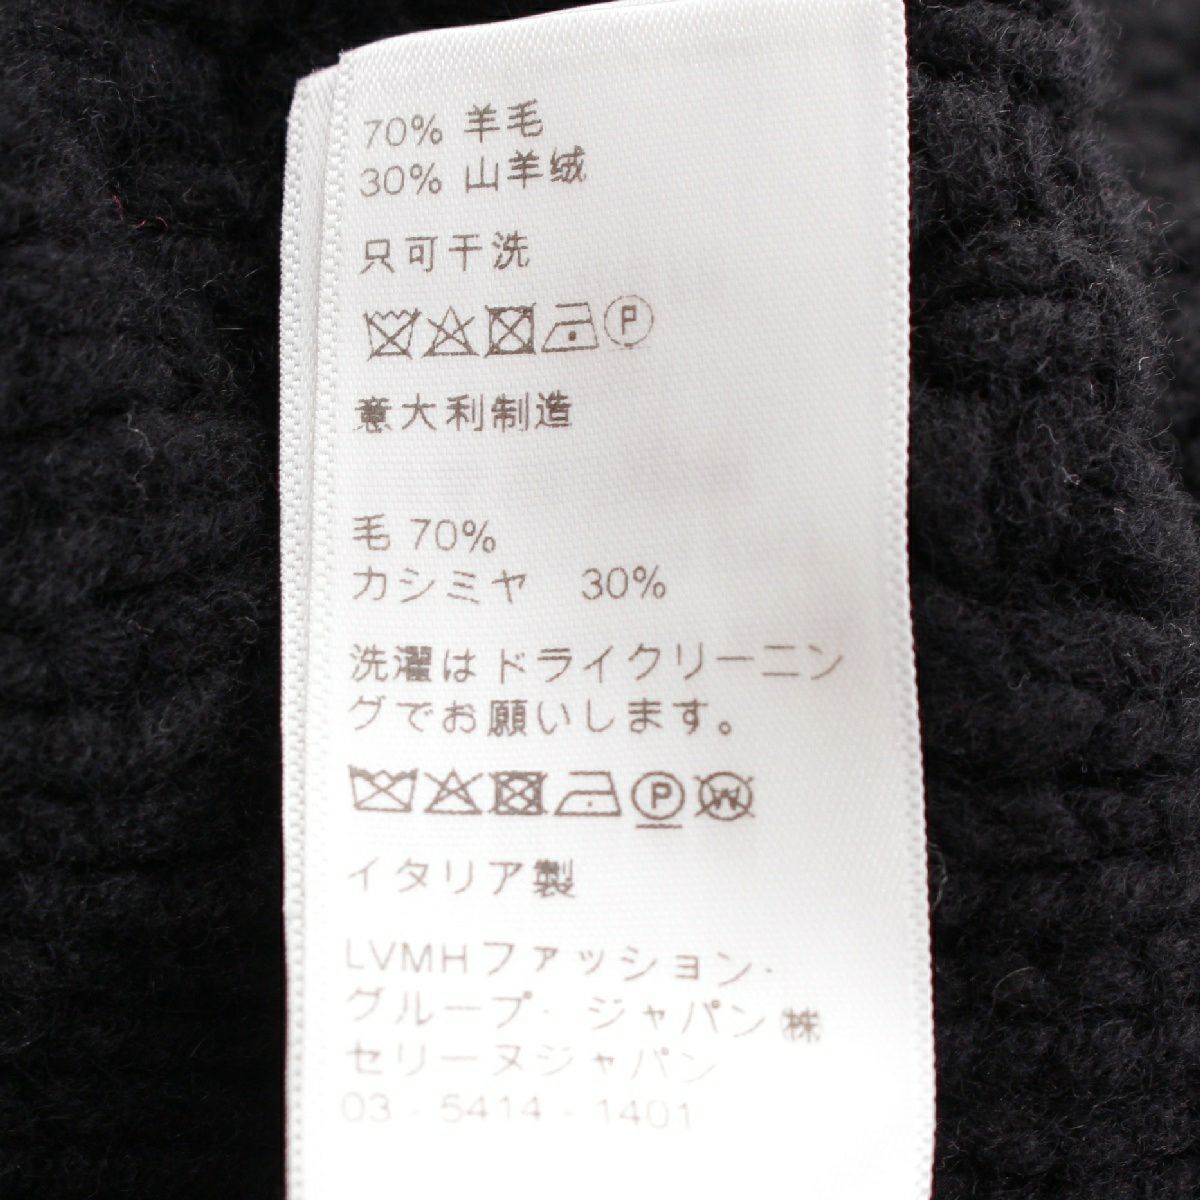 70% 羊毛
30% 山羊绒
只可干洗
P
意大利制造
毛 70%
カシミヤ 30%
洗濯はドライクリーニン
グでお願いします。
P W
イタリア製
LVMHファッション・
グループ・ジャパン㈱
セリーヌジャパン
03 - 5414 - 1401